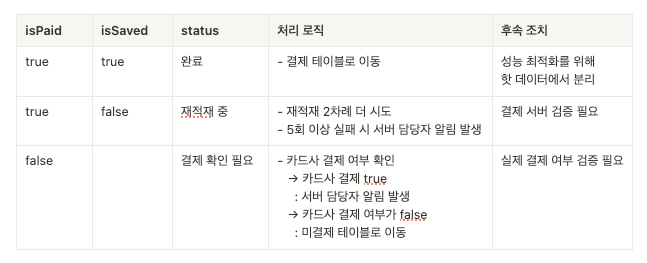 isPaid isSaved status 처리 로직 후속 조치
true true 완료 - 결제 테이블로 이동 성능 최적화를 위해
핫 데이터에서 분리
true false 재적재 중 - 재적재 2차례 더 시도 결제 서버 검증 필요
- 5회 이상 실패 시 서버 담당자 알림 발생
false 결제 확인 필요 - 카드사 결제 여부 확인 실제 결제 여부 검증 필요
→ 카드사 결제 true
: 서버 담당자 알림 발생
→ 카드사 결제 여부가 false
: 미결제 테이블로 이동